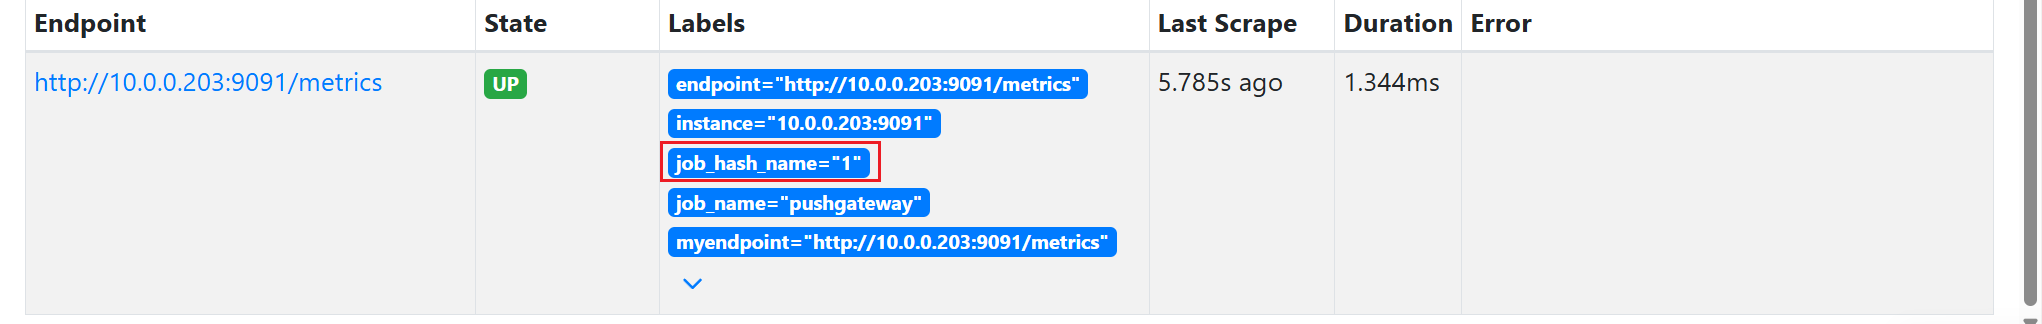 Endpoint State Labels Last Scrape Duration Error
http://10.0.0.203:9091/metrics UP endpoint="http://10.0.0.203:9091/metrics" 5.785s ago 1.344ms
instance="10.0.0.203:9091"
job_hash_name="1"
job_name="pushgateway"
myendpoint="http://10.0.0.203:9091/metrics"